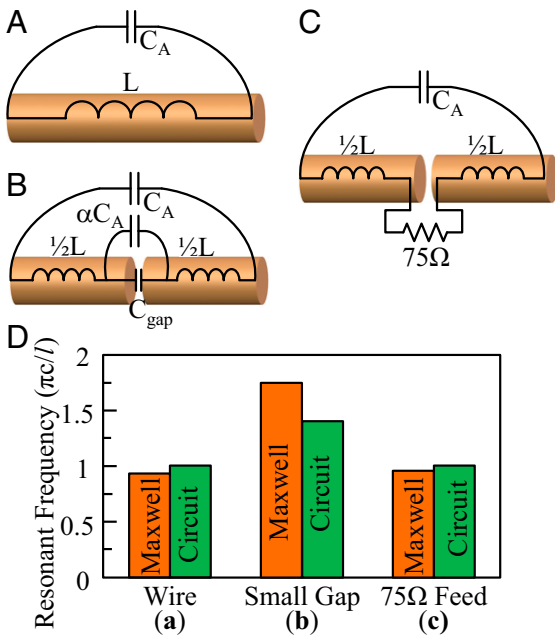 A
C_A
L
B
C_A
αC_A
½L
½L
C_gap
C
C_A
½L
½L
75Ω
D
Resonant Frequency (πc/l)
2
1.5
1
0.5
0
Maxwell
Circuit
Maxwell
Circuit
Maxwell
Circuit
Wire
Small Gap
75Ω Feed
(a)
(b)
(c)